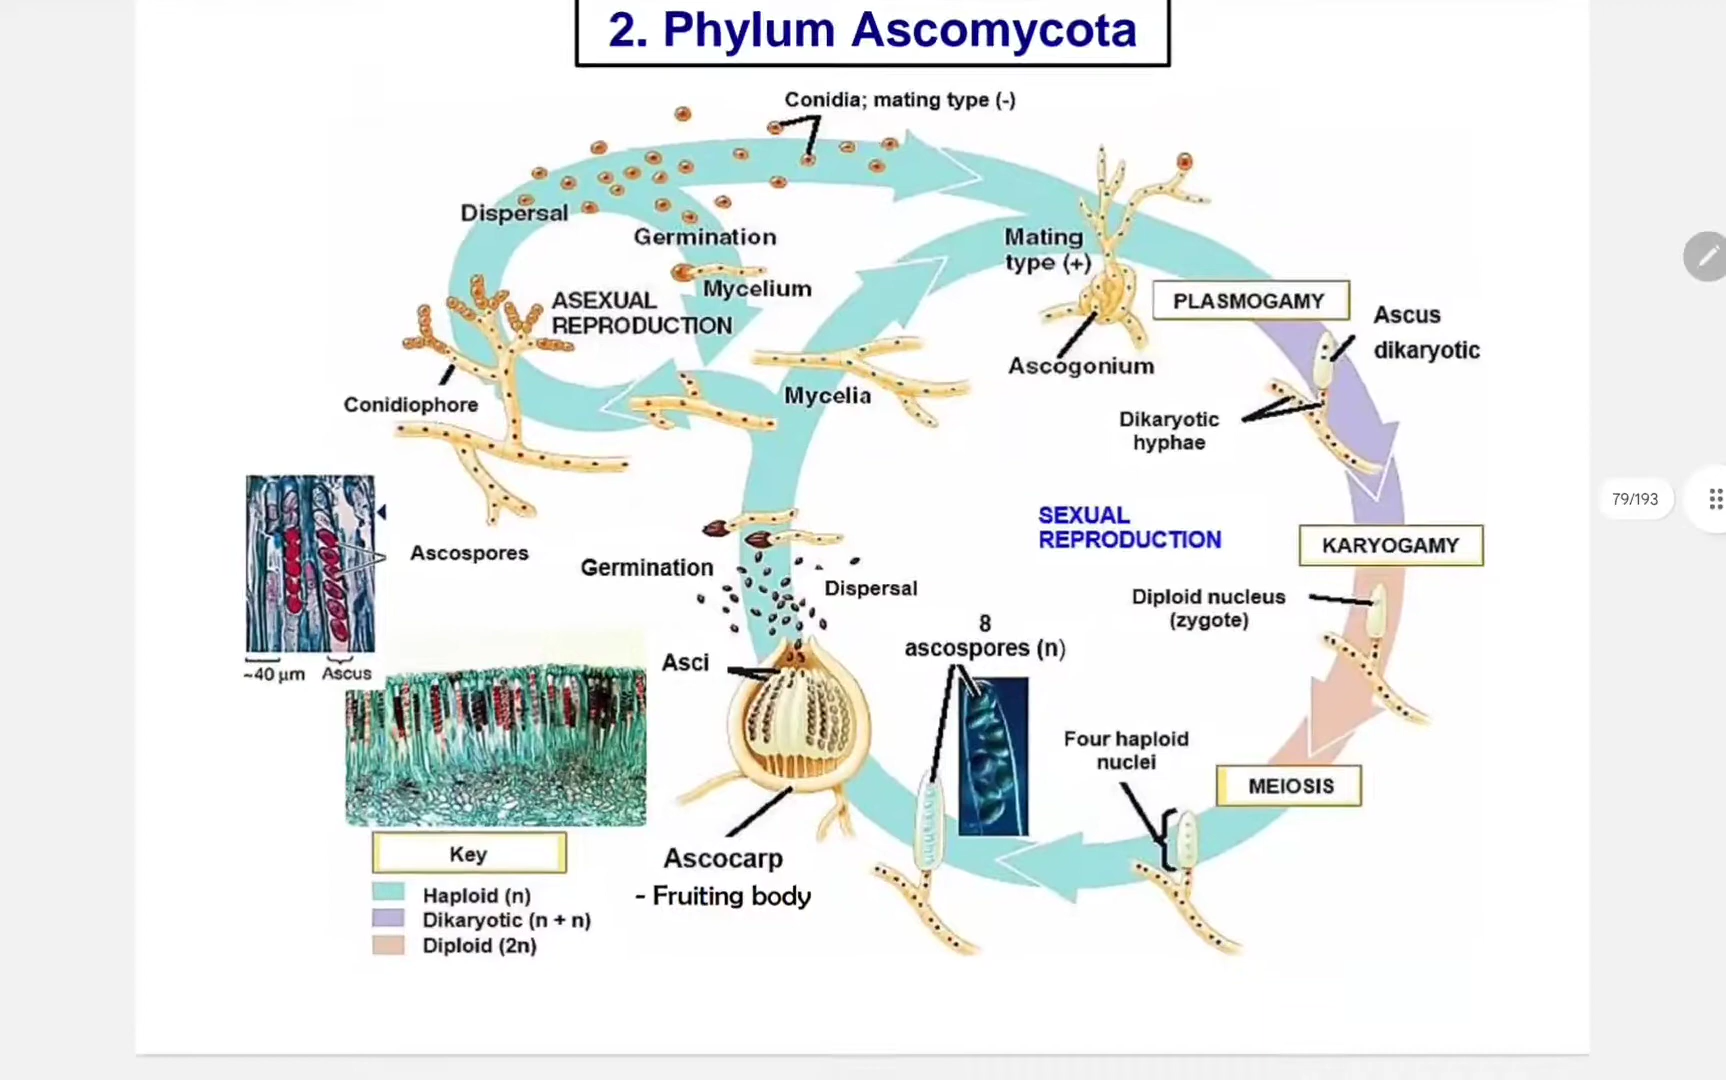 2. Phylum Ascomycota
Conidia; mating type (-)
Dispersal
Germination
Mycelium
ASEXUAL
REPRODUCTION
Conidiophore
Mycelia
Mating
type (+)
Ascogonium
PLASMOGAMY
Ascus
dikaryotic
Dikaryotic
hyphae
SEXUAL
REPRODUCTION
KARYOGAMY
Diploid nucleus
(zygote)
MEIOSIS
Four haploid
nuclei
8
ascospores (n)
Dispersal
Germination
Asci
Ascocarp
- Fruiting body
Ascospores
~40 µm
Ascus
Key
Haploid (n)
Dikaryotic (n + n)
Diploid (2n)
79/193